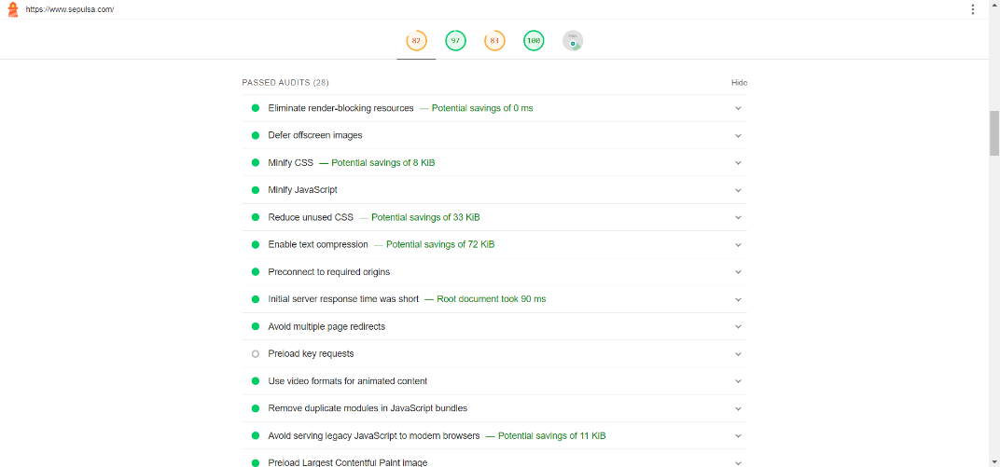 https://www.sepulsa.com/
82 97 83 100
PASSED AUDITS (28) Hide
Eliminate render-blocking resources — Potential savings of 0 ms
Defer offscreen images
Minify CSS — Potential savings of 8 KiB
Minify JavaScript
Reduce unused CSS — Potential savings of 33 KiB
Enable text compression — Potential savings of 72 KiB
Preconnect to required origins
Initial server response time was short — Root document took 90 ms
Avoid multiple page redirects
Preload key requests
Use video formats for animated content
Remove duplicate modules in JavaScript bundles
Avoid serving legacy JavaScript to modern browsers — Potential savings of 11 KiB
Preload Largest Contentful Paint image